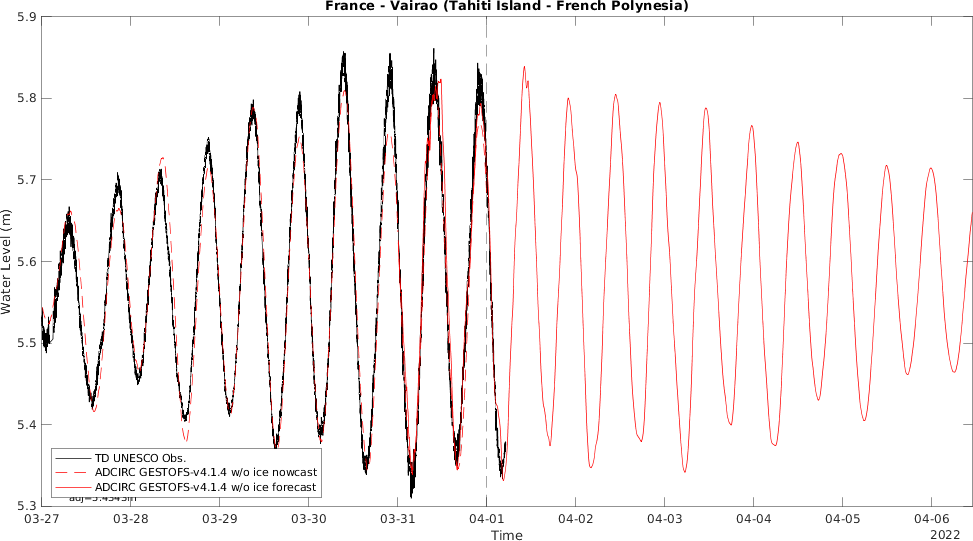 France - Vairao (Tahiti Island - French Polynesia)
5.9
5.8
5.7
5.6
5.5
5.4
5.3
Water Level (m)
TD UNESCO Obs.
ADCIRC GESTOFS-v4.1.4 w/o ice nowcast
ADCIRC GESTOFS-v4.1.4 w/o ice forecast
03-27 03-28 03-29 03-30 03-31 04-01 04-02 04-03 04-04 04-05 04-06
Time
2022